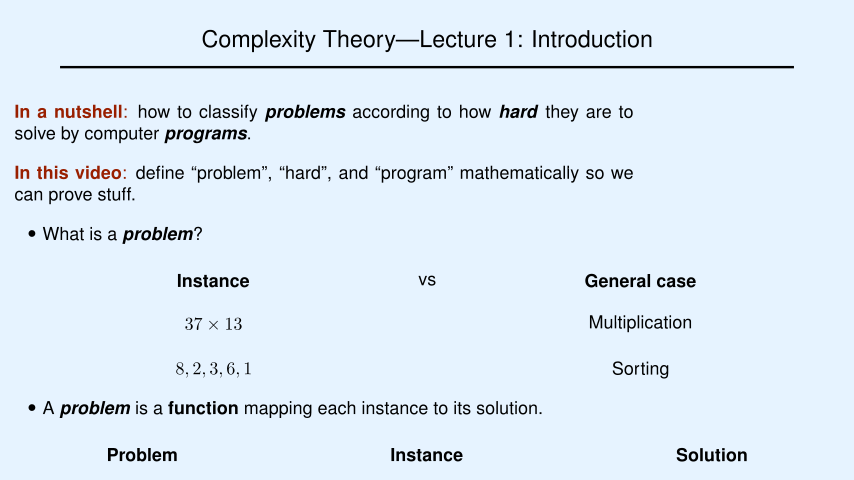 Complexity Theory—Lecture 1: Introduction
In a nutshell: how to classify problems according to how hard they are to
solve by computer programs.
In this video: define “problem”, “hard”, and “program” mathematically so we
can prove stuff.
• What is a problem?
Instance vs General case
37 × 13 Multiplication
8, 2, 3, 6, 1 Sorting
• A problem is a function mapping each instance to its solution.
Problem Instance Solution